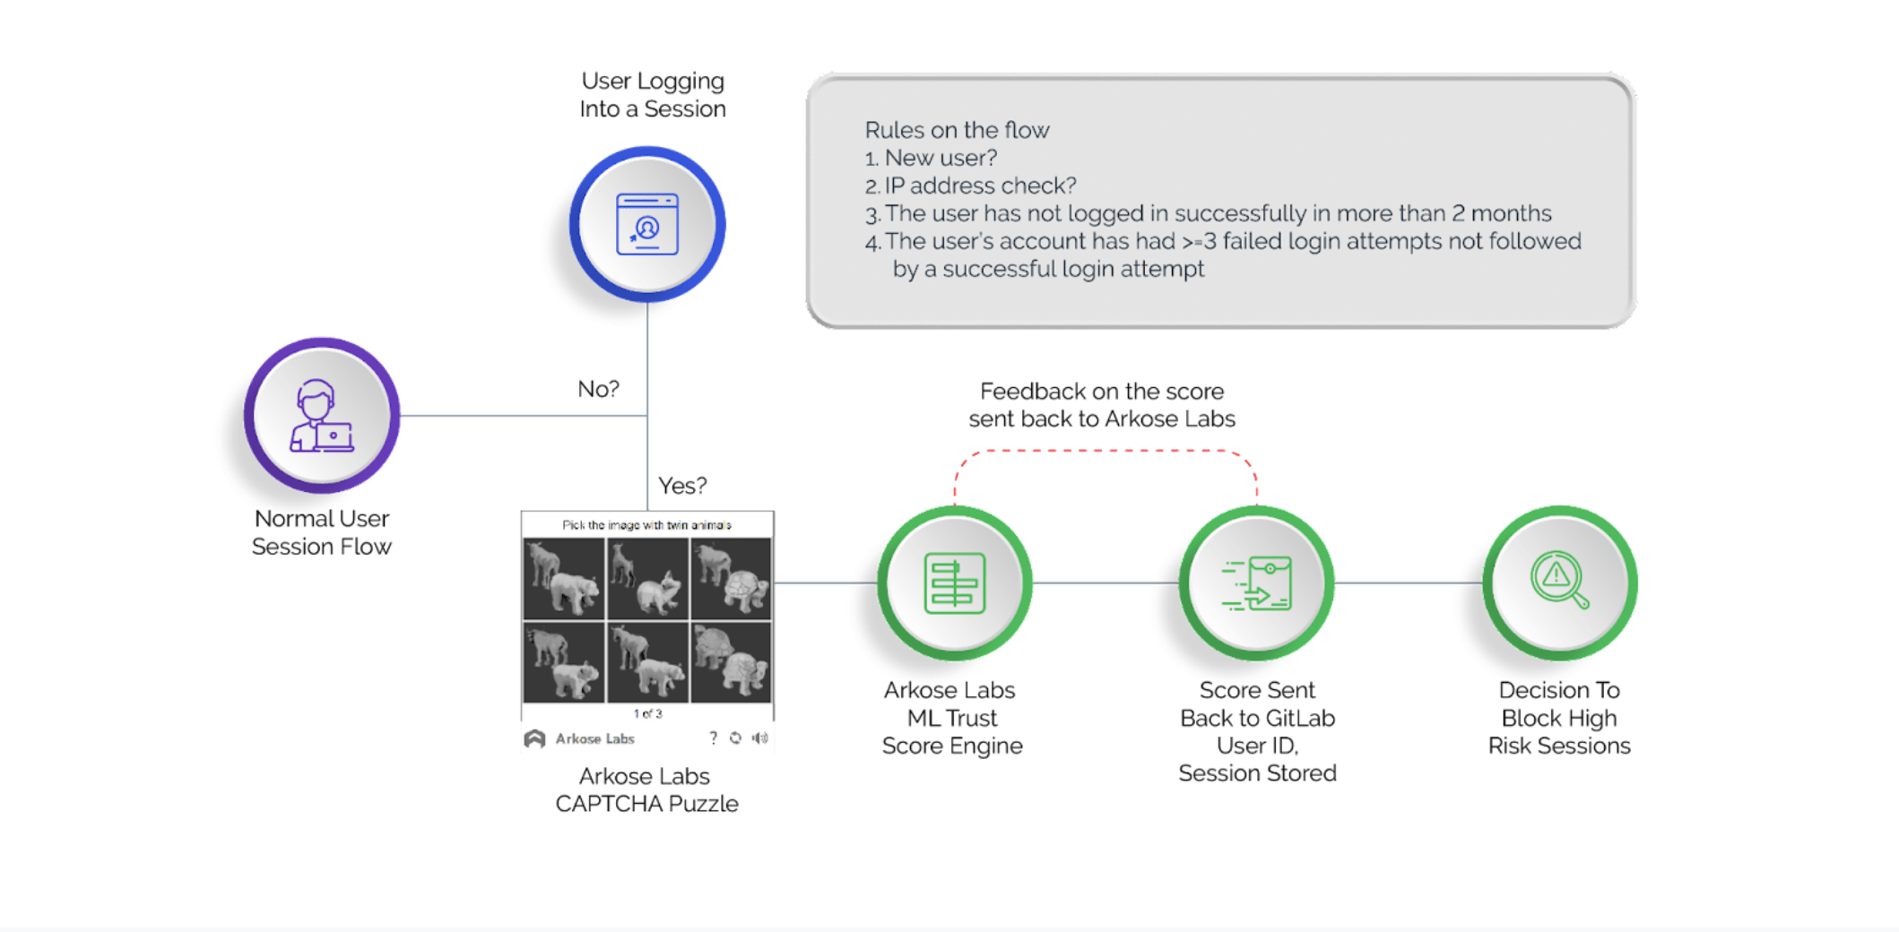 User Logging
Into a Session
Rules on the flow
1. New user?
2. IP address check?
3. The user has not logged in successfully in more than 2 months
4. The user's account has had >=3 failed login attempts not followed
by a successful login attempt
No?
Feedback on the score
sent back to Arkose Labs
Yes?
Normal User
Session Flow
Pick the image with twin animals
1 of 3
Arkose Labs
?
Arkose Labs
CAPTCHA Puzzle
Arkose Labs
ML Trust
Score Engine
Score Sent
Back to GitLab
User ID,
Session Stored
Decision To
Block High
Risk Sessions